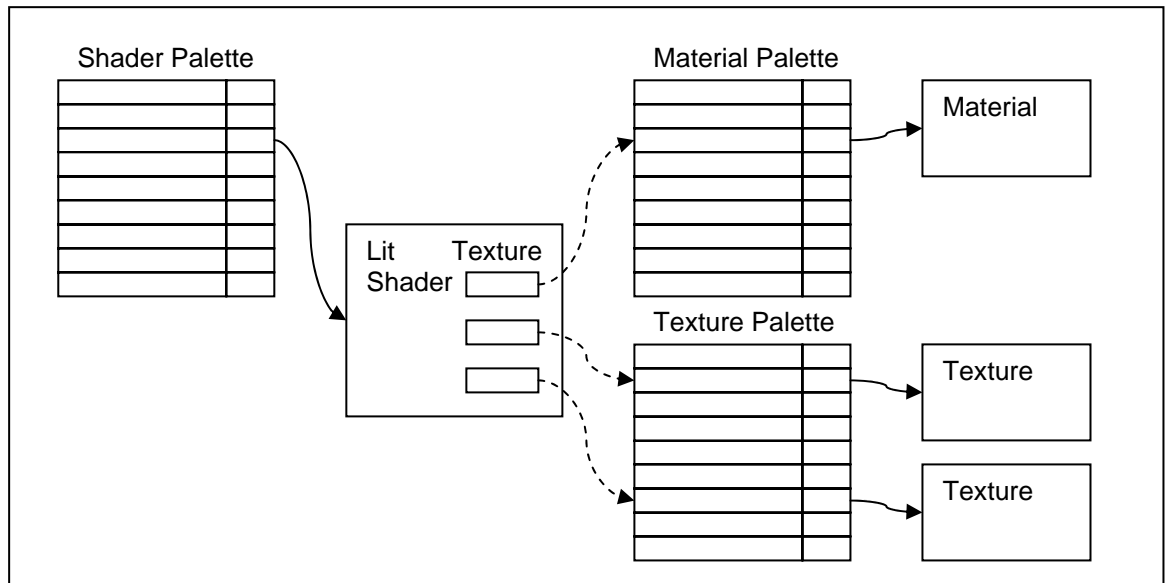 Shader Palette
Material Palette
Material
Lit Texture
Shader
Texture Palette
Texture
Texture